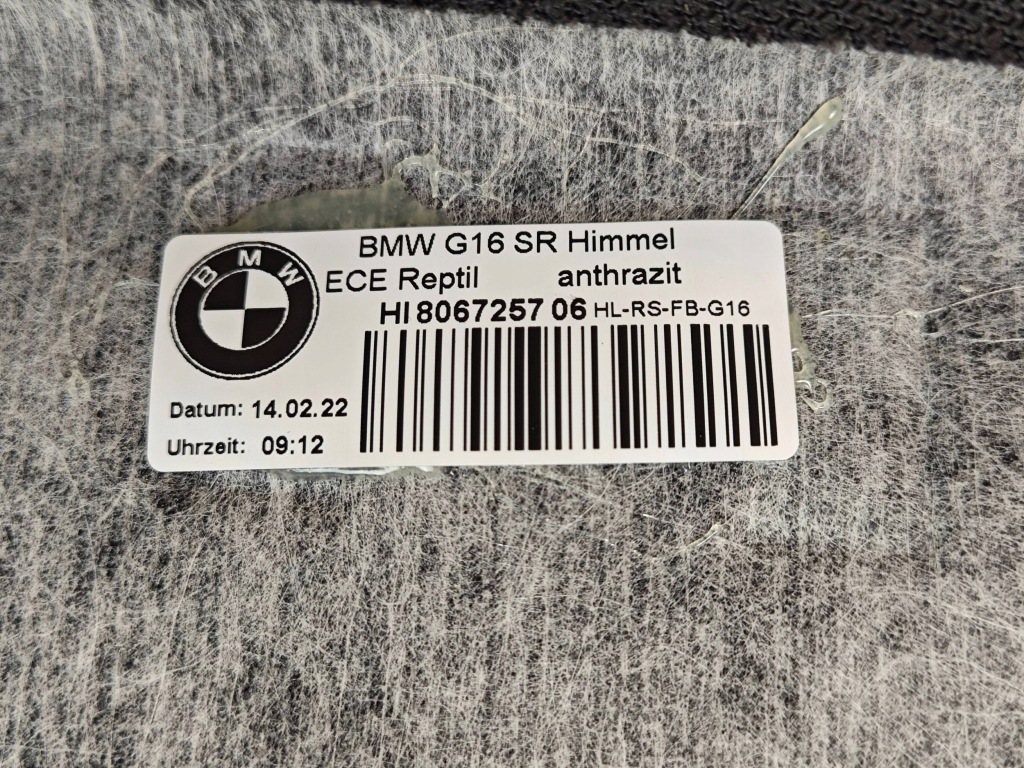 BMW
BMW G16 SR Himmel
ECE Reptil anthrazit
HI 8067257 06 HL-RS-FB-G16
Datum: 14.02.22
Uhrzeit: 09:12